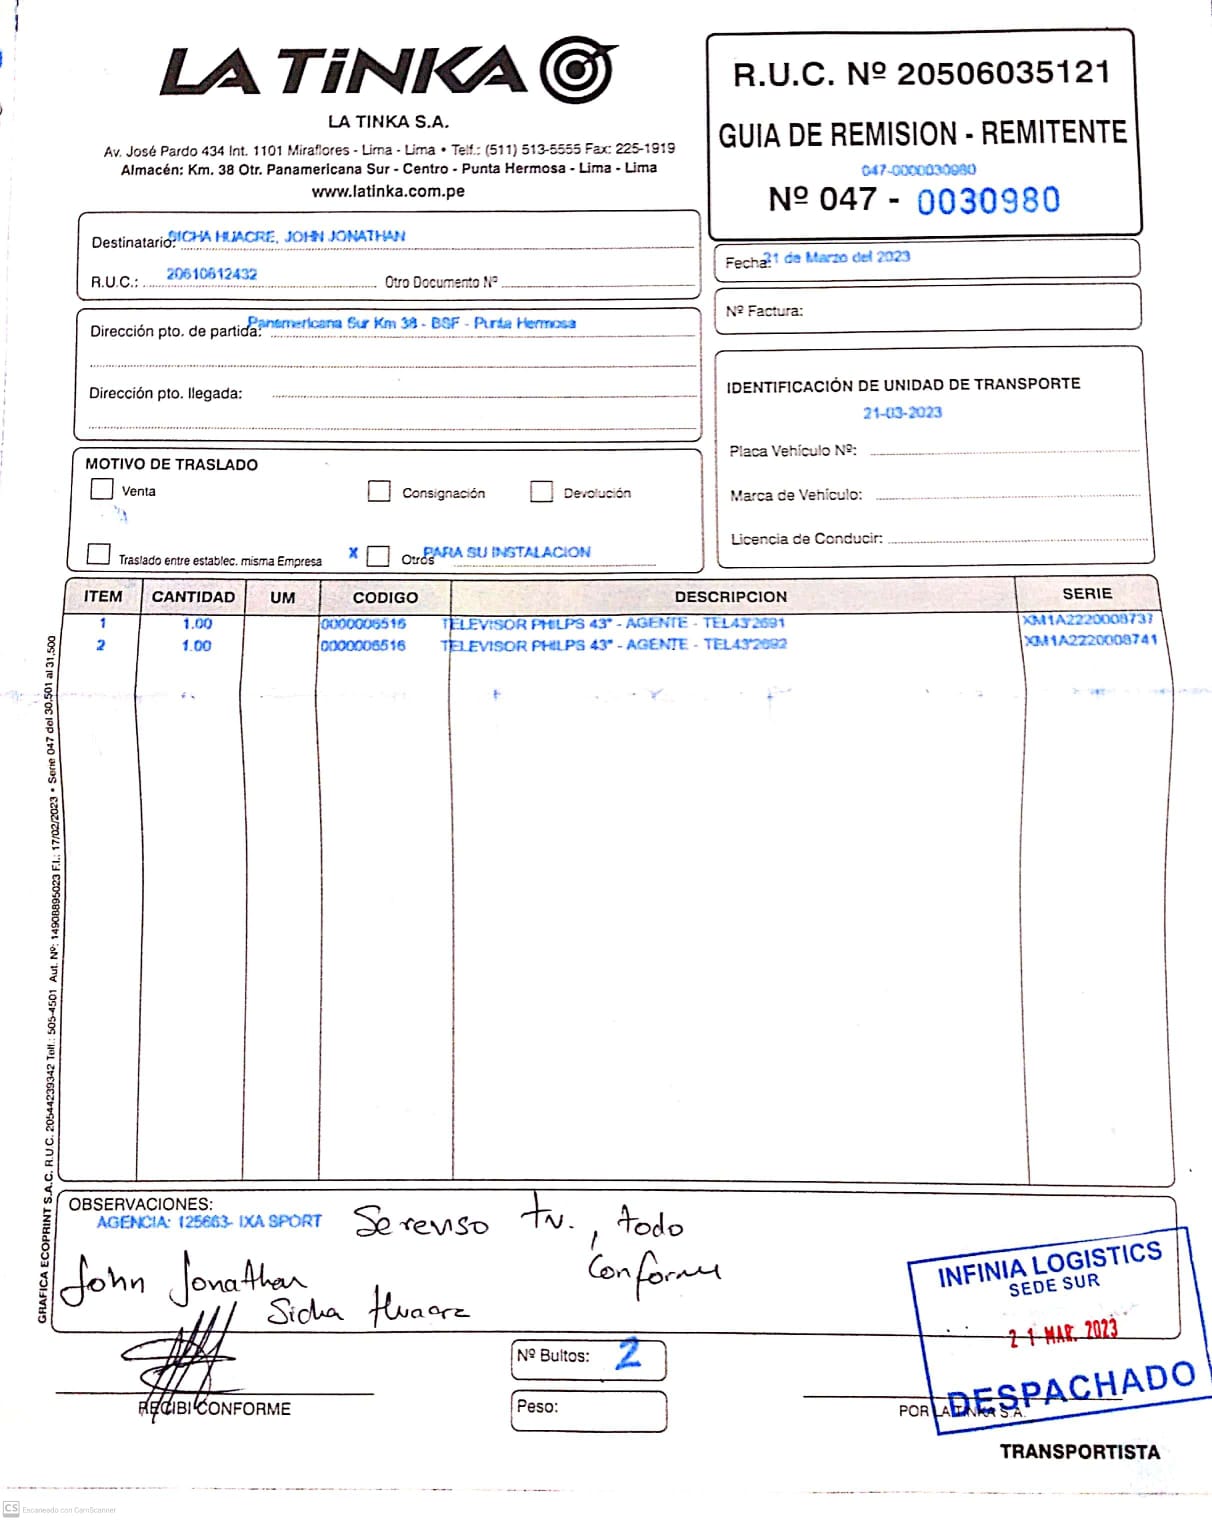 LA TiNKA
LA TINKA S.A.
Av. José Pardo 434 Int. 1101 Miraflores - Lima - Lima • Telf.: (511) 513-5555 Fax: 225-1919
Almacén: Km. 38 Otr. Panamericana Sur - Centro - Punta Hermosa - Lima - Lima
www.latinka.com.pe
R.U.C. Nº 20506035121
GUIA DE REMISION - REMITENTE
047-0000030980
Nº 047 - 0030980
Destinatario: SICHA HUACRE, JOHN JONATHAN
R.U.C.: 20610612432 Otro Documento Nº
Fecha: 21 de Marzo del 2023
Nº Factura:
Dirección pto. de partida: Panamericana Sur Km 38 - BSF - Punta Hermosa
Dirección pto. llegada:
IDENTIFICACIÓN DE UNIDAD DE TRANSPORTE
21-03-2023
Placa Vehículo Nº:
Marca de Vehículo:
Licencia de Conducir:
MOTIVO DE TRASLADO
Venta Consignación Devolución
Traslado entre establec. misma Empresa X Otros PARA SU INSTALACION
ITEM CANTIDAD UM CODIGO DESCRIPCION SERIE
1 1.00 0000006516 TELEVISOR PHILPS 43" - AGENTE - TEL43'2691 XM1A2220008737
2 1.00 0000006516 TELEVISOR PHILPS 43" - AGENTE - TEL43'2692 XM1A2220008741
GRAFICA ECOPRINT S.A.C. R.U.C. 20544239342 Telf.: 505-4501 Aut. Nº: 14908895023 F.I.: 17/02/2023 • Serie 047 del 30,501 al 31,500
OBSERVACIONES:
AGENCIA: 125663- IXA SPORT
Se reviso tv., todo
Conforme
John Jonathan
Sicha Huacre
RECIBI CONFORME
Nº Bultos: 2
Peso:
INFINIA LOGISTICS
SEDE SUR
21 MAR. 2023
DESPACHADO
POR LA TINKA S.A.
TRANSPORTISTA
CS Escaneado con CamScanner